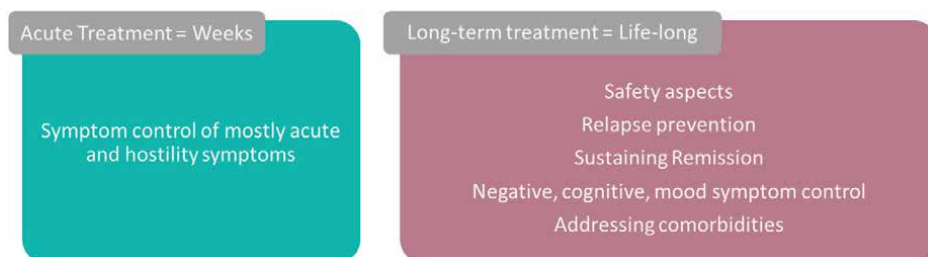 Acute Treatment = Weeks
Symptom control of mostly acute
and hostility symptoms
Long-term treatment = Life-long
Safety aspects
Relapse prevention
Sustaining Remission
Negative, cognitive, mood symptom control
Addressing comorbidities